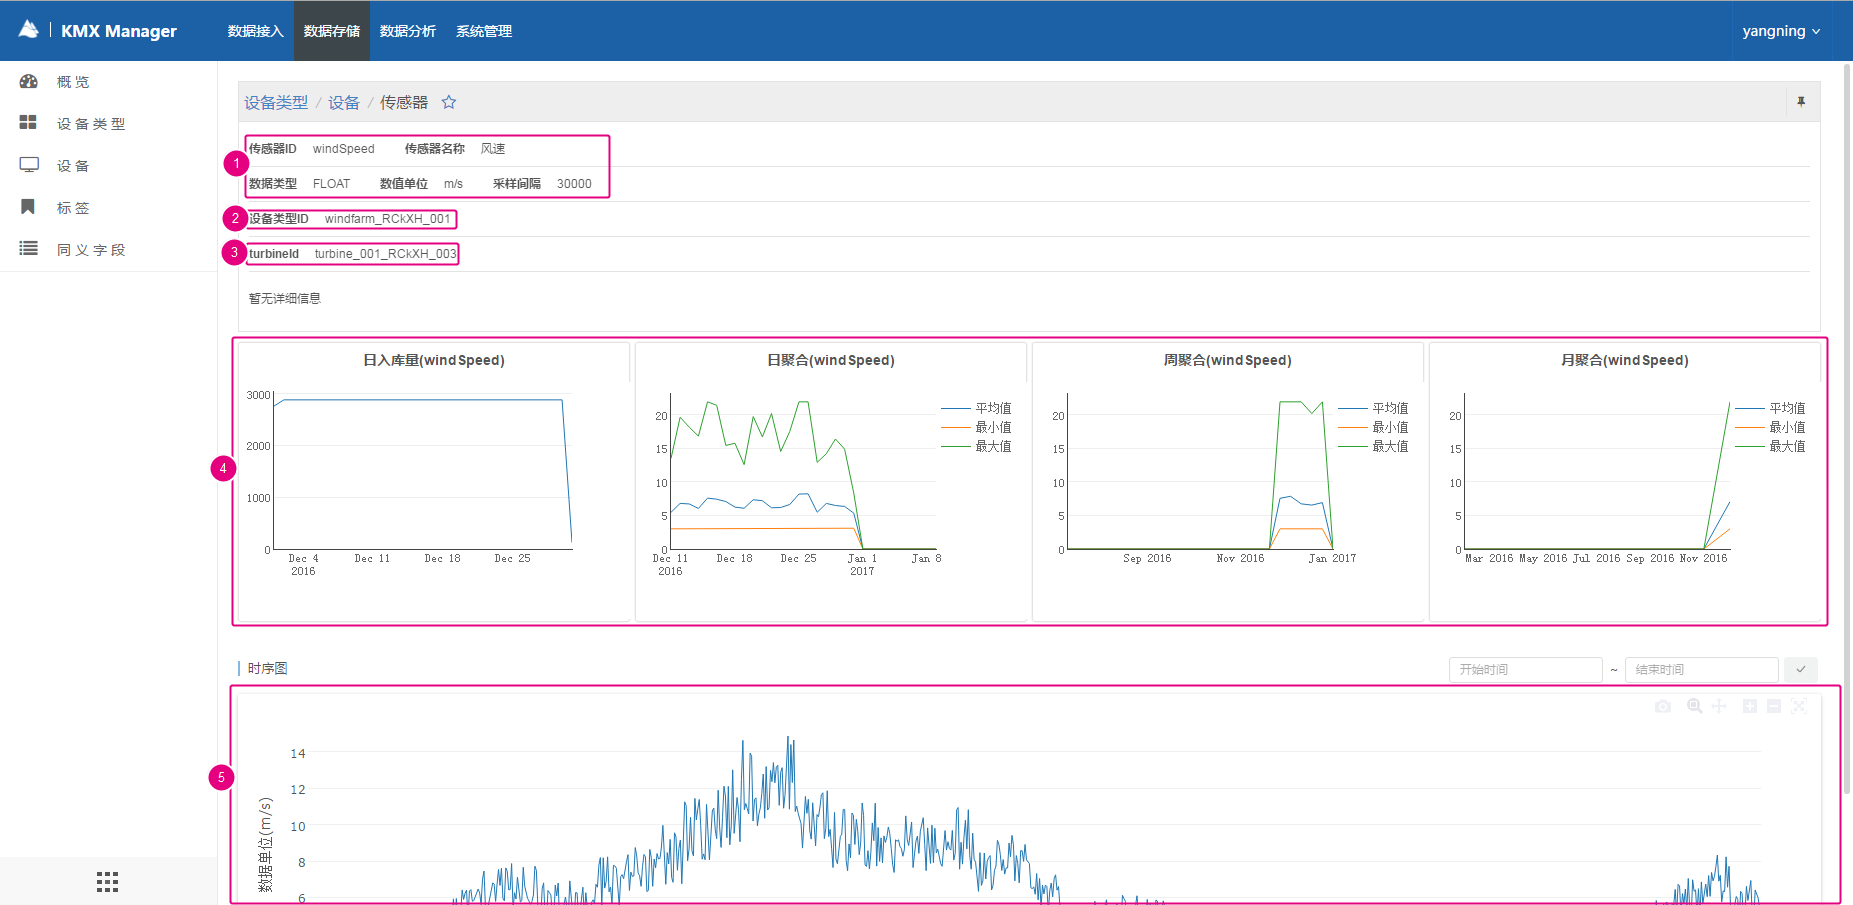 KMX Manager 数据接入 数据存储 数据分析 系统管理 yangning
概览
设备类型
设备
标签
同义字段
设备类型 / 设备 / 传感器
1
传感器ID windSpeed 传感器名称 风速
数据类型 FLOAT 数值单位 m/s 采样间隔 30000
2
设备类型ID windfarm_RCkXH_001
3
turbineId turbine_001_RCkXH_003
暂无详细信息
4
日入库量(windSpeed)
3000
2000
1000
0
Dec 4 Dec 11 Dec 18 Dec 25
2016
日聚合(windSpeed)
20
15
10
5
0
Dec 11 Dec 18 Dec 25 Jan 1 Jan 8
2016 2017
平均值
最小值
最大值
周聚合(windSpeed)
20
15
10
5
0
Sep 2016 Nov 2016 Jan 2017
平均值
最小值
最大值
月聚合(windSpeed)
20
15
10
5
0
Mar 2016 May 2016 Jul 2016 Sep 2016 Nov 2016
平均值
最小值
最大值
时序图 开始时间 ~ 结束时间
5
数据单位(m/s)
14
12
10
8
6